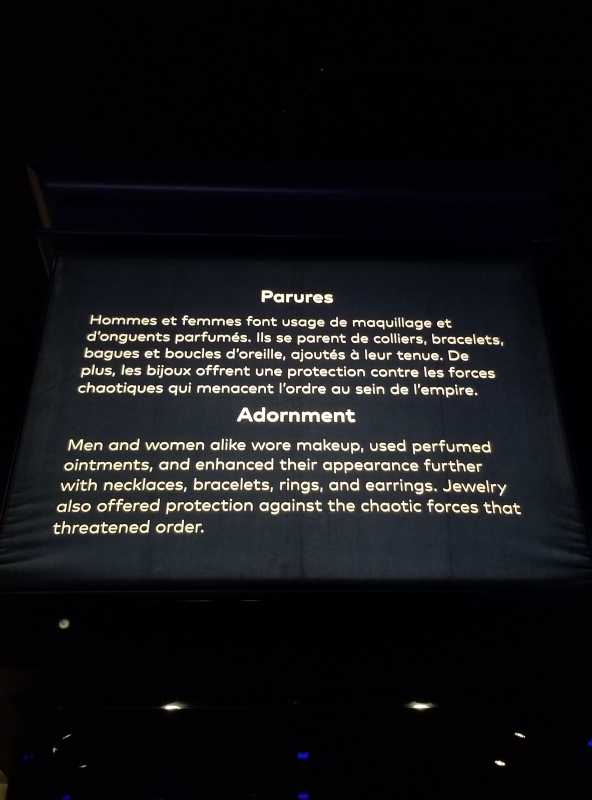 Parures
Hommes et femmes font usage de maquillage et
d'onguents parfumés. Ils se parent de colliers, bracelets,
bagues et boucles d'oreille, ajoutés à leur tenue. De
plus, les bijoux offrent une protection contre les forces
chaotiques qui menacent l'ordre au sein de l'empire.
Adornment
Men and women alike wore makeup, used perfumed
ointments, and enhanced their appearance further
with necklaces, bracelets, rings, and earrings. Jewelry
also offered protection against the chaotic forces that
threatened order.